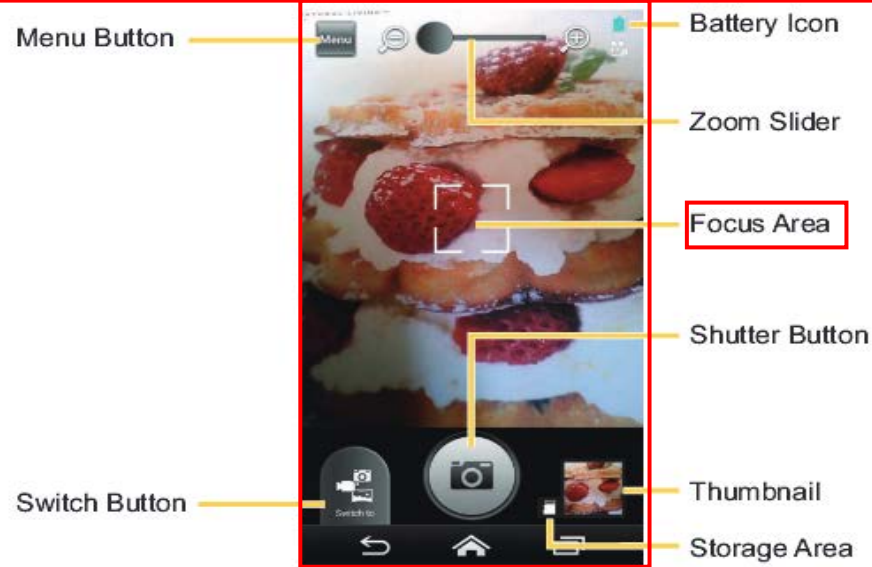 Menu Button
Battery Icon
Menu
Zoom Slider
Focus Area
Shutter Button
Switch Button
Switch to
Thumbnail
Storage Area